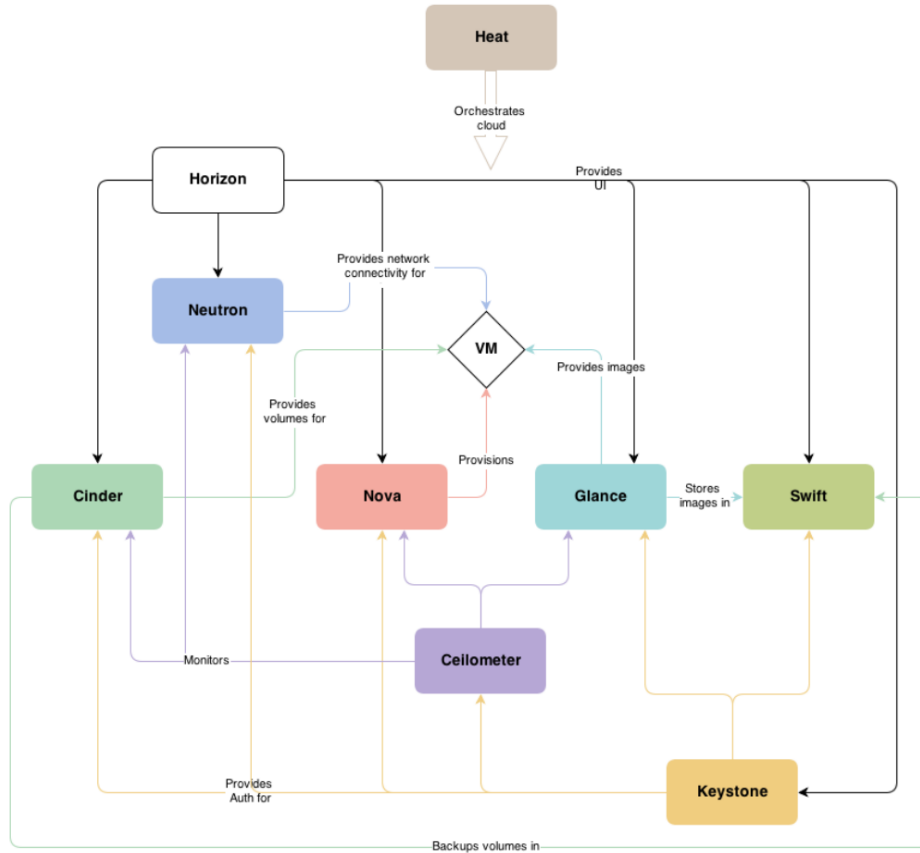 Heat
Orchestrates
cloud
Horizon
Provides
UI
Provides network
connectivity for
Neutron
VM
Provides images
Provides
volumes for
Provisions
Cinder
Nova
Glance
Stores
images in
Swift
Ceilometer
Monitors
Provides
Auth for
Keystone
Backups volumes in